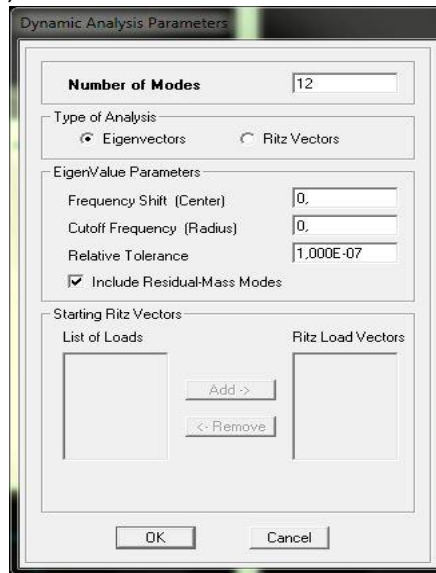 Dynamic Analysis Parameters
Number of Modes 12
Type of Analysis
Eigenvectors Ritz Vectors
EigenValue Parameters
Frequency Shift (Center) 0,
Cutoff Frequency (Radius) 0,
Relative Tolerance 1,000E-07
Include Residual-Mass Modes
Starting Ritz Vectors
List of Loads Ritz Load Vectors
Add ->
<- Remove
OK Cancel